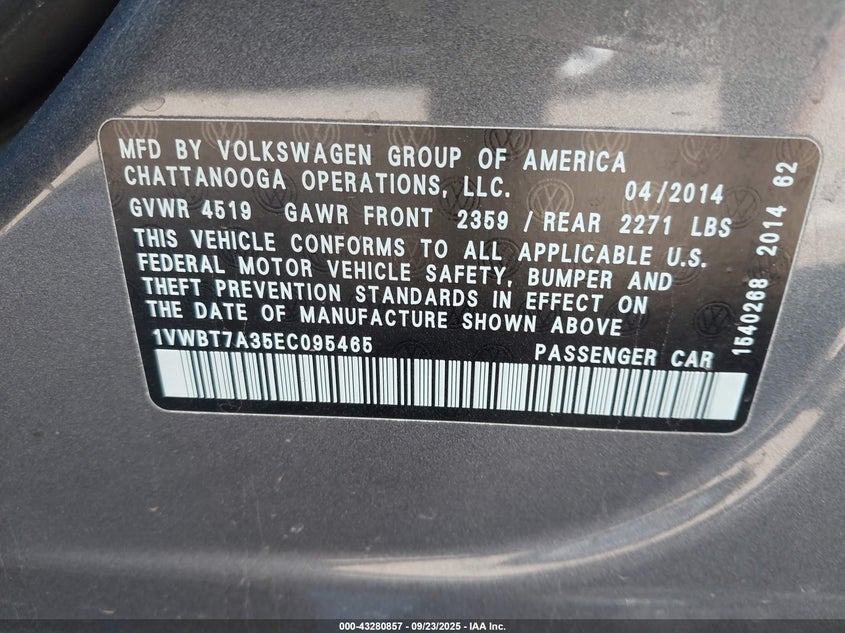 MFD BY VOLKSWAGEN GROUP OF AMERICA
CHATTANOOGA OPERATIONS, LLC. 04/2014
GVWR 4519 GAWR FRONT 2359 / REAR 2271 LBS
THIS VEHICLE CONFORMS TO ALL APPLICABLE U.S.
FEDERAL MOTOR VEHICLE SAFETY, BUMPER AND
THEFT PREVENTION STANDARDS IN EFFECT ON
THE DATE OF MANUFACTURE SHOWN ABOVE
1VWBT7A35EC095465 PASSENGER CAR
1540268 2014 62
000-43280857 - 09/23/2025 - IAA Inc.